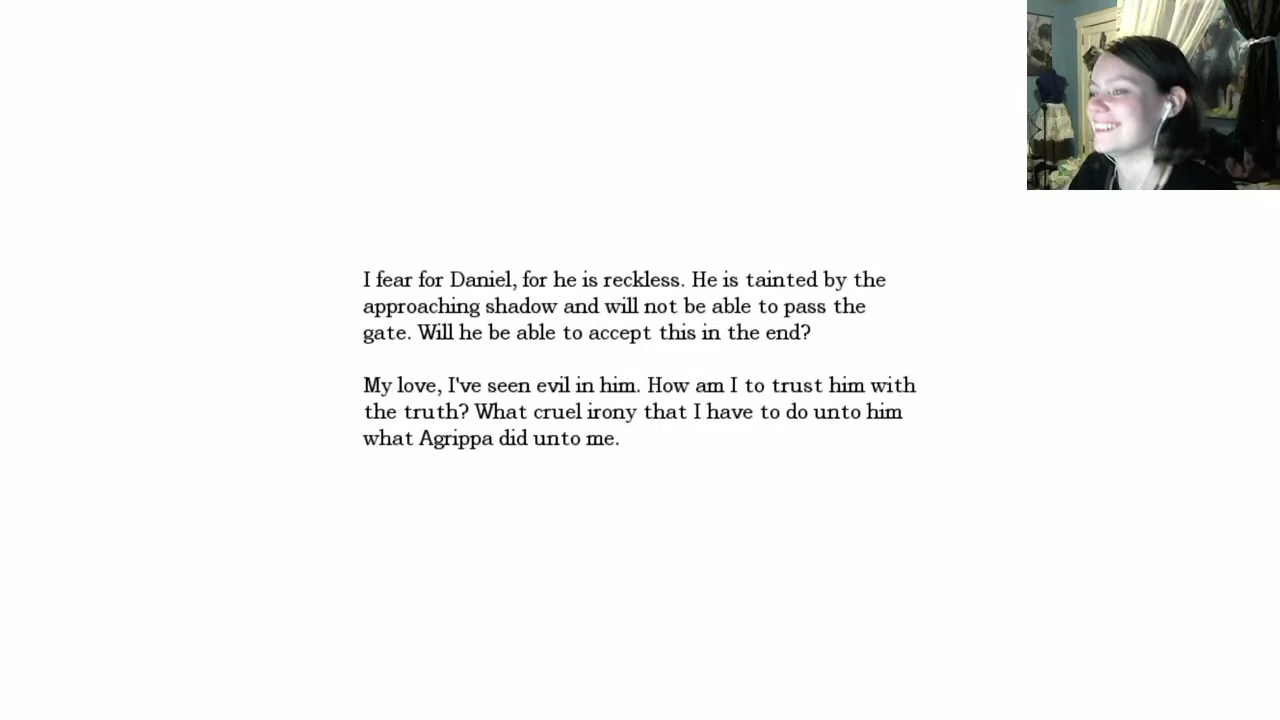 I fear for Daniel, for he is reckless. He is tainted by the
approaching shadow and will not be able to pass the
gate. Will he be able to accept this in the end?
My love, I've seen evil in him. How am I to trust him with
the truth? What cruel irony that I have to do unto him
what Agrippa did unto me.